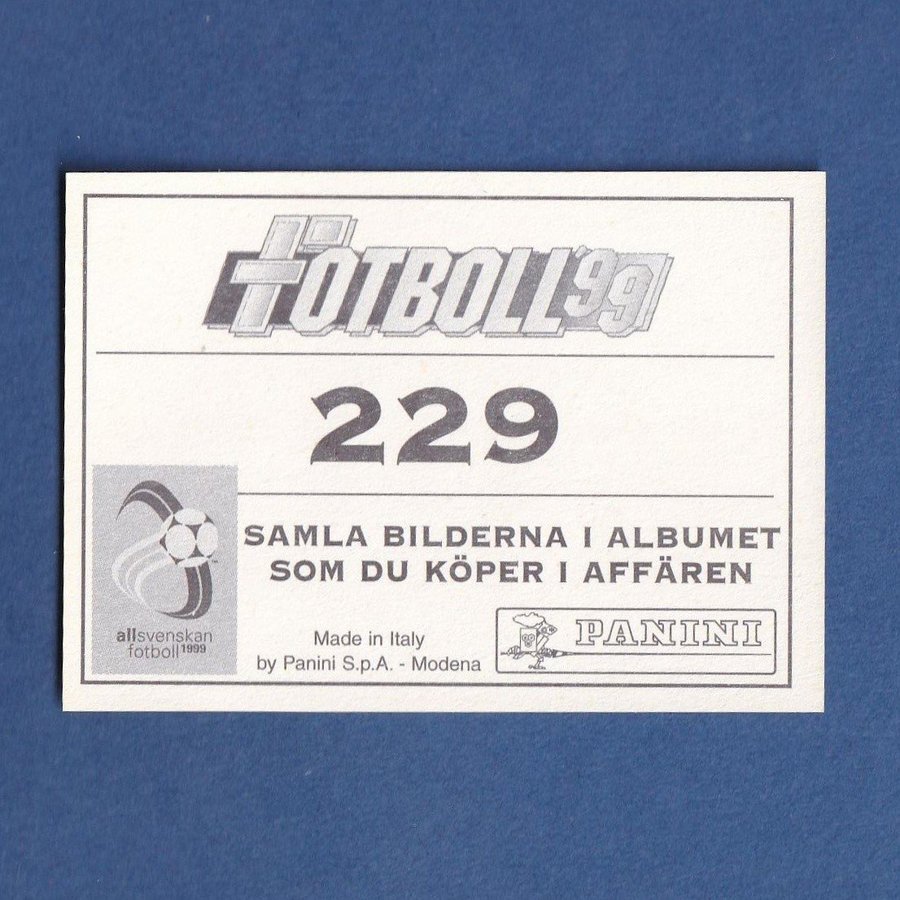 FOTBOLL'99
229
SAMLA BILDERNA I ALBUMET
SOM DU KÖPER I AFFÄREN
allsvenskan
fotboll 1999
Made in Italy
by Panini S.p.A. - Modena
PANINI